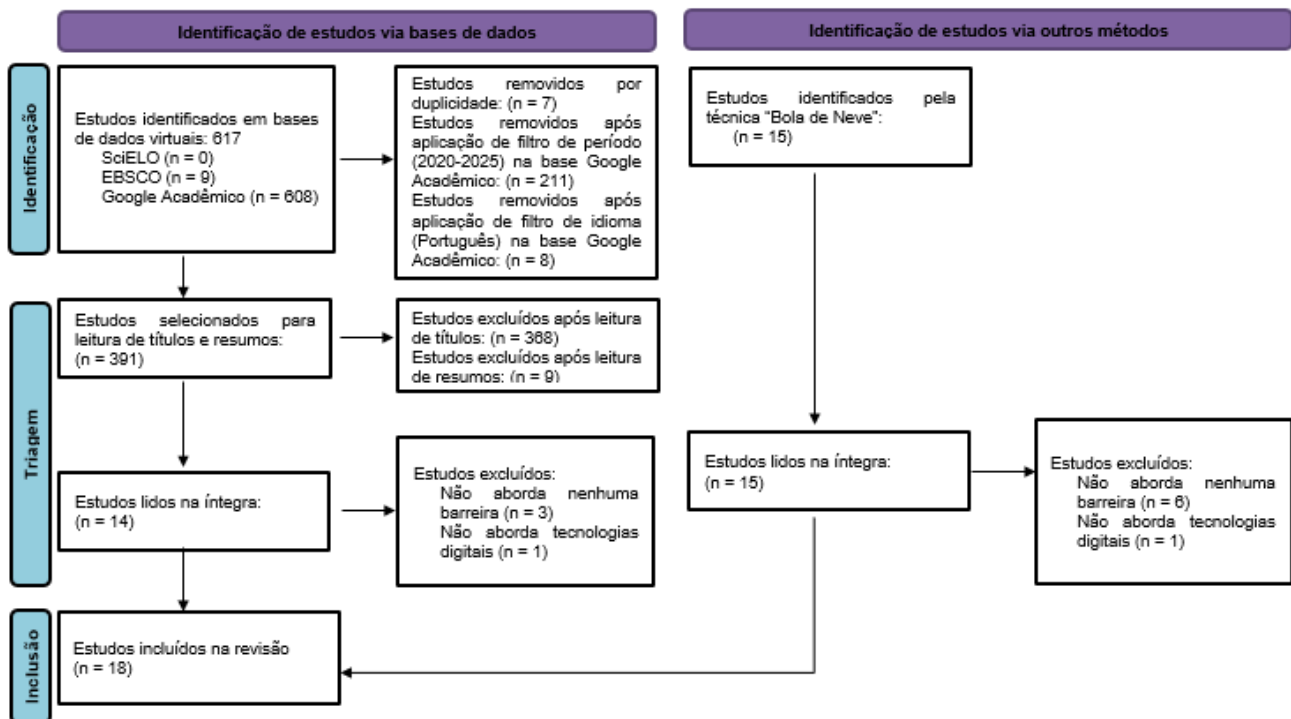 Identificação de estudos via bases de dados
Identificação de estudos via outros métodos
Identificação
Estudos identificados em bases
de dados virtuais: 617
SciELO (n = 0)
EBSCO (n = 9)
Google Acadêmico (n = 608)
Estudos removidos por
duplicidade: (n = 7)
Estudos removidos após
aplicação de filtro de período
(2020-2025) na base Google
Acadêmico: (n = 211)
Estudos removidos após
aplicação de filtro de idioma
(Português) na base Google
Acadêmico: (n = 8)
Estudos identificados pela
técnica "Bola de Neve":
(n = 15)
Triagem
Estudos selecionados para
leitura de títulos e resumos:
(n = 391)
Estudos excluídos após leitura
de títulos: (n = 368)
Estudos excluídos após leitura
de resumos: (n = 9)
Estudos lidos na íntegra:
(n = 14)
Estudos excluídos:
Não aborda nenhuma
barreira (n = 3)
Não aborda tecnologias
digitais (n = 1)
Estudos lidos na íntegra:
(n = 15)
Estudos excluídos:
Não aborda nenhuma
barreira (n = 6)
Não aborda tecnologias
digitais (n = 1)
Inclusão
Estudos incluídos na revisão
(n = 18)